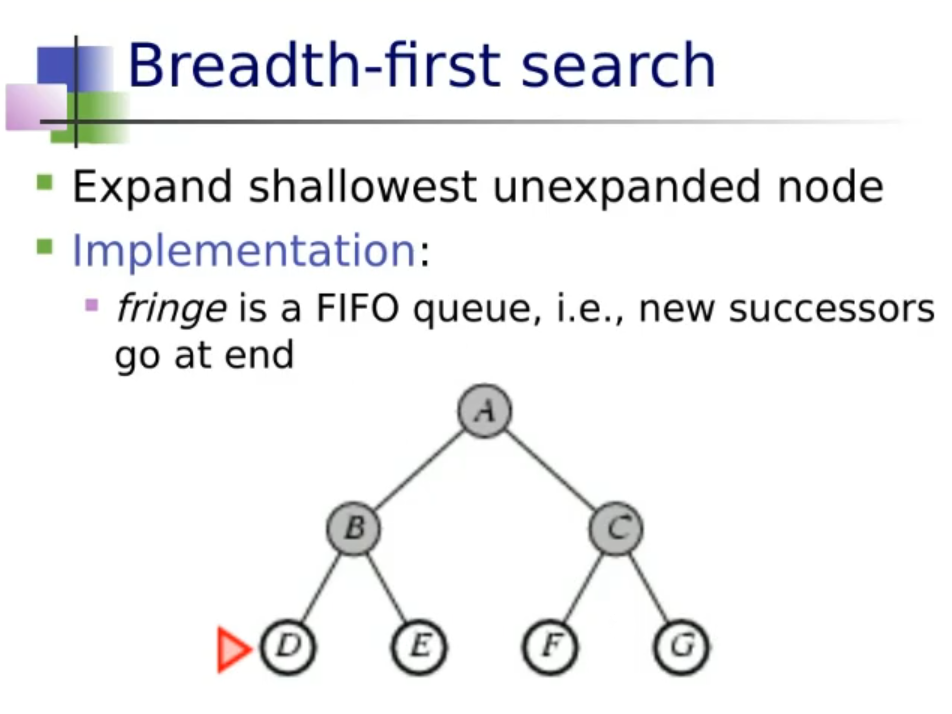 Breadth-first search
Expand shallowest unexpanded node
Implementation:
fringe is a FIFO queue, i.e., new successors
go at end
A
B C
D E F G